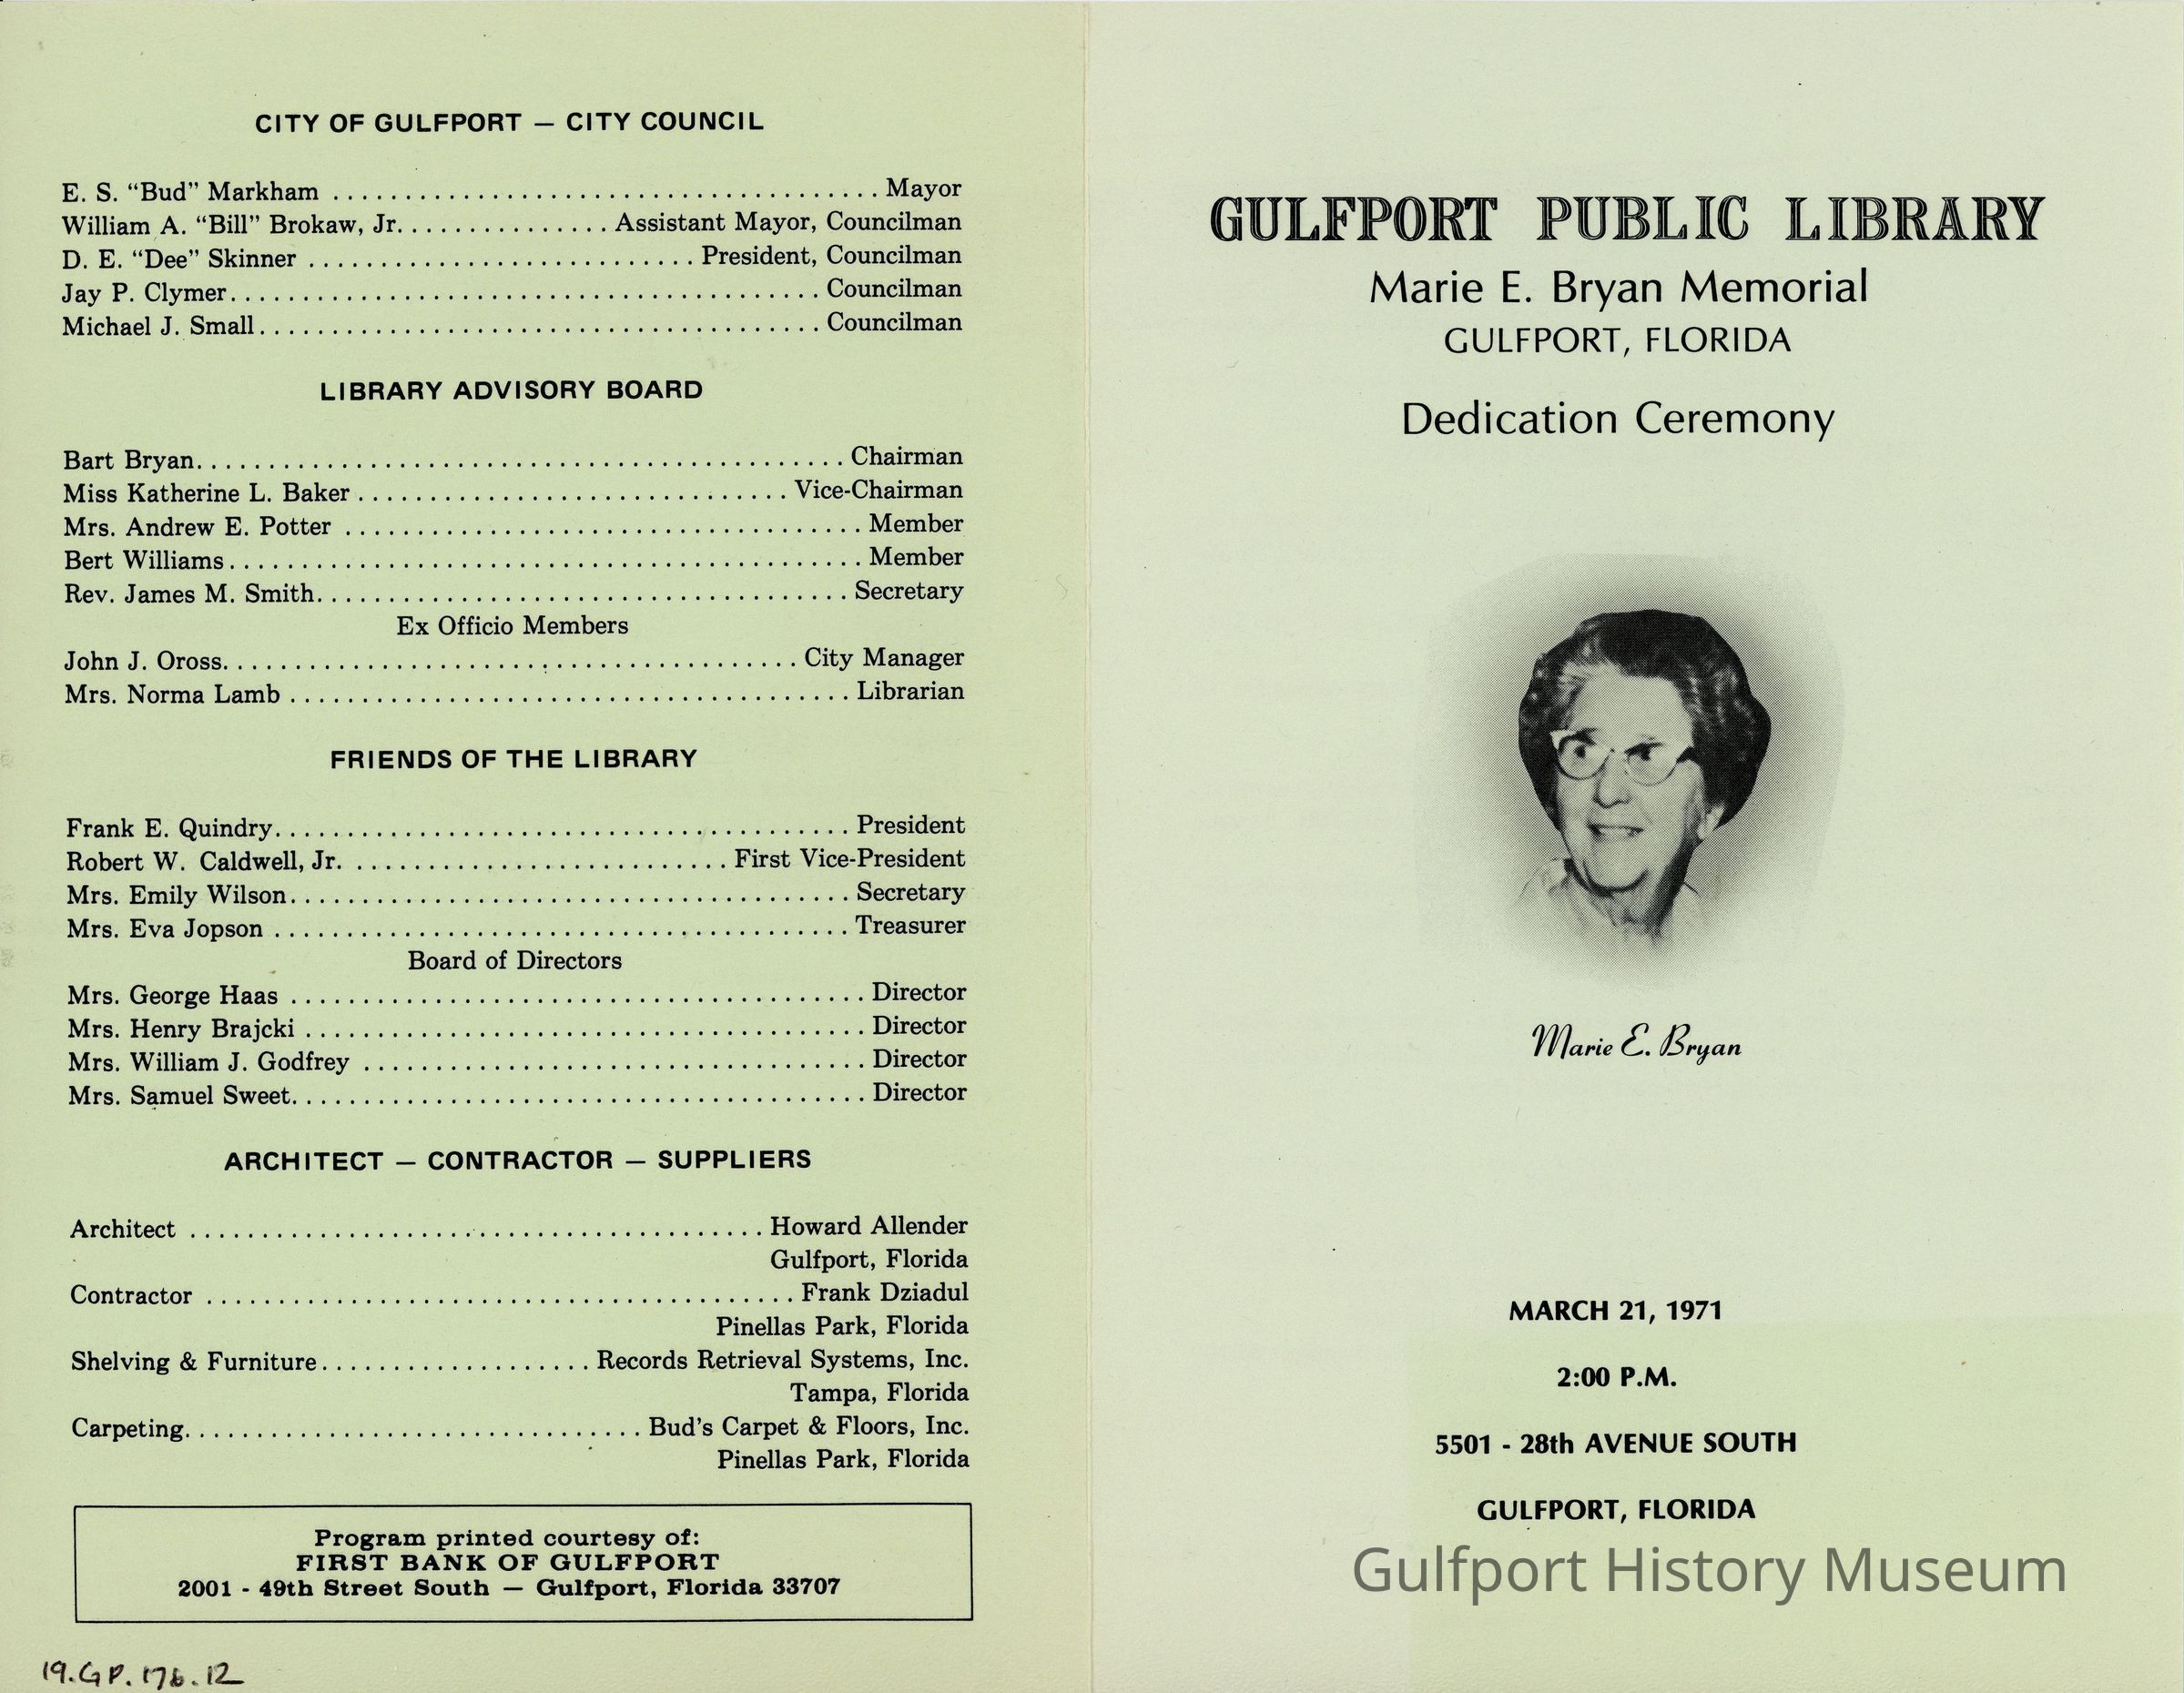 CITY OF GULFPORT — CITY COUNCIL
E. S. “Bud” Markham ...................................... Mayor
William A. “Bill” Brokaw, Jr. .............. Assistant Mayor, Councilman
D. E. “Dee” Skinner ........................... President, Councilman
Jay P. Clymer......................................... Councilman
Michael J. Small....................................... Councilman
LIBRARY ADVISORY BOARD
Bart Bryan............................................. Chairman
Miss Katherine L. Baker .............................. Vice-Chairman
Mrs. Andrew E. Potter .................................... Member
Bert Williams............................................ Member
Rev. James M. Smith..................................... Secretary
Ex Officio Members
John J. Oross........................................ City Manager
Mrs. Norma Lamb ....................................... Librarian
FRIENDS OF THE LIBRARY
Frank E. Quindry........................................ President
Robert W. Caldwell, Jr. .......................... First Vice-President
Mrs. Emily Wilson....................................... Secretary
Mrs. Eva Jopson ........................................ Treasurer
Board of Directors
Mrs. George Haas ........................................ Director
Mrs. Henry Brajcki ....................................... Director
Mrs. William J. Godfrey ................................... Director
Mrs. Samuel Sweet........................................ Director
ARCHITECT — CONTRACTOR — SUPPLIERS
Architect ........................................ Howard Allender
Gulfport, Florida
Contractor ......................................... Frank Dziadul
Pinellas Park, Florida
Shelving & Furniture................... Records Retrieval Systems, Inc.
Tampa, Florida
Carpeting................................ Bud’s Carpet & Floors, Inc.
Pinellas Park, Florida
Program printed courtesy of:
FIRST BANK OF GULFPORT
2001 - 49th Street South — Gulfport, Florida 33707
19.GP.176.12
GULFPORT PUBLIC LIBRARY
Marie E. Bryan Memorial
GULFPORT, FLORIDA
Dedication Ceremony
Marie E. Bryan
MARCH 21, 1971
2:00 P.M.
5501 - 28th AVENUE SOUTH
GULFPORT, FLORIDA
Gulfport History Museum